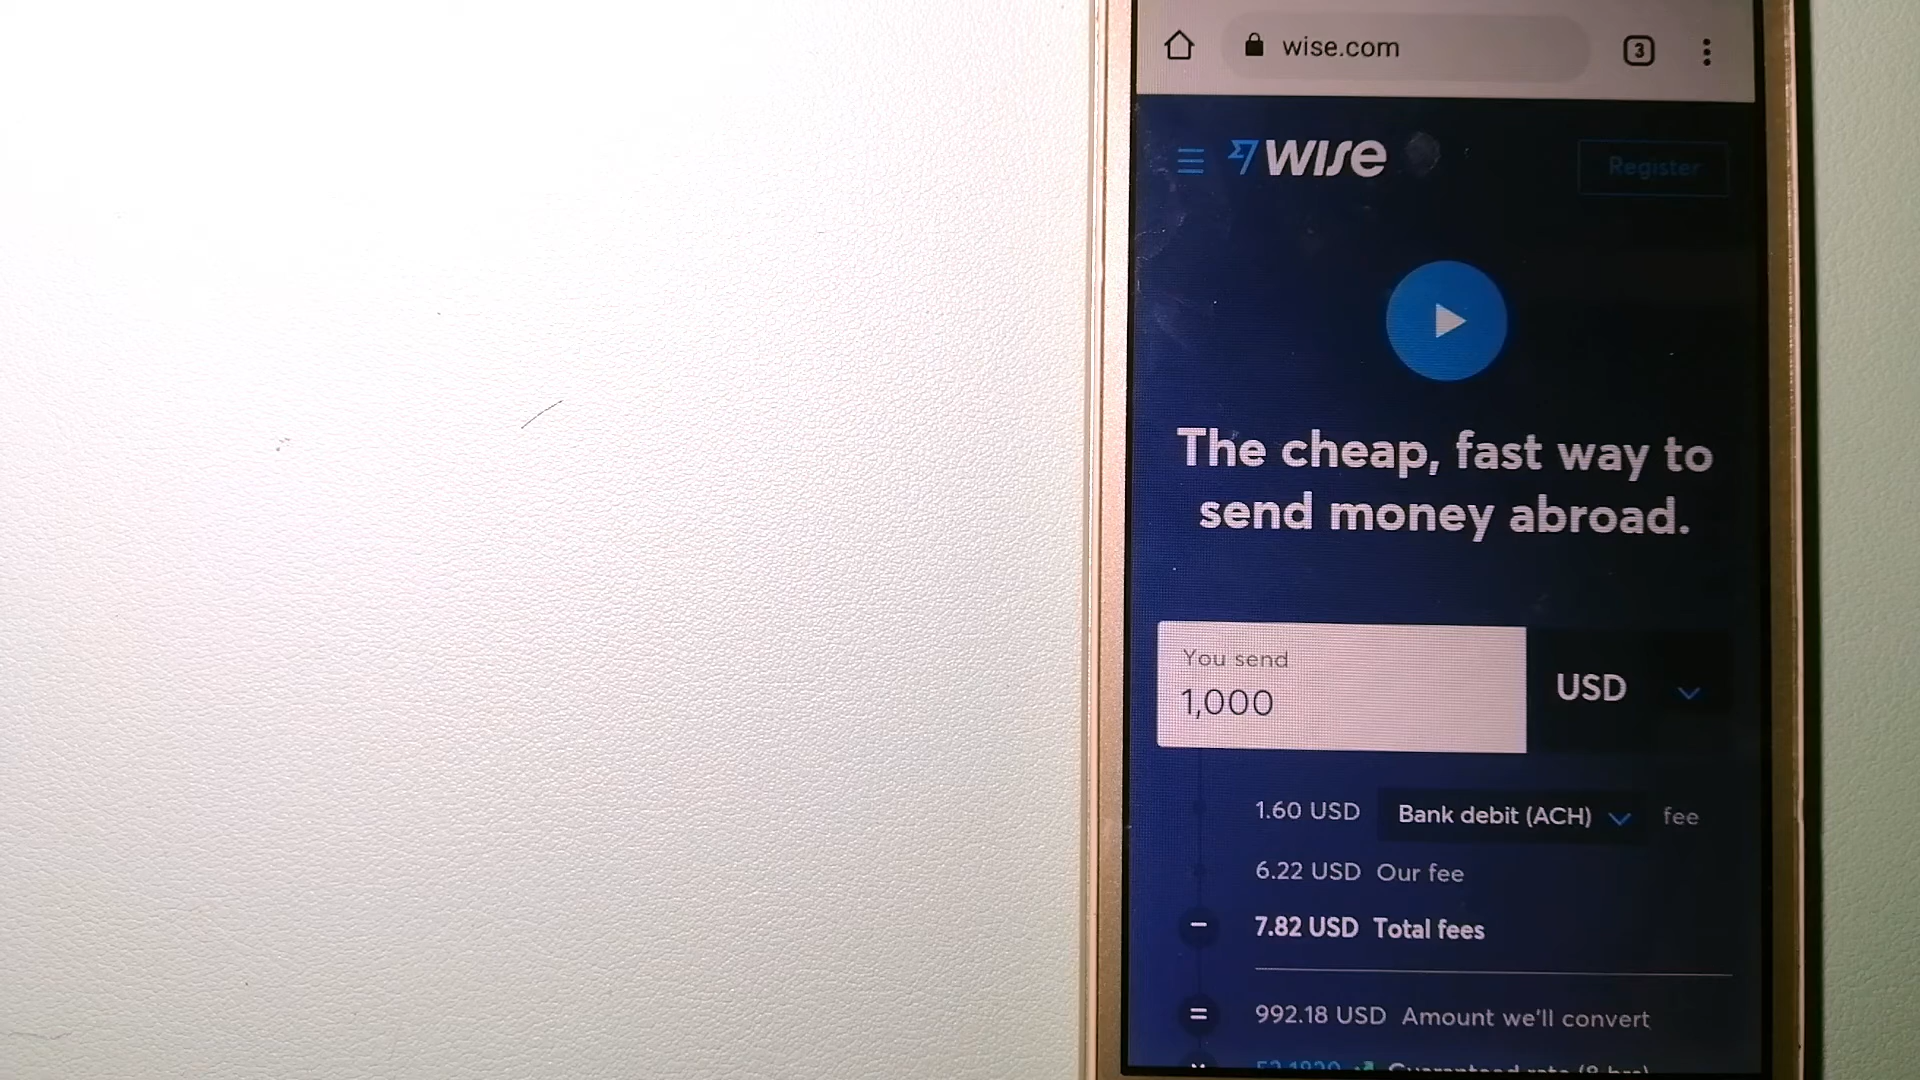 wise.com
3
WISE
Register
The cheap, fast way to
send money abroad.
You send
1,000
USD
1.60 USD Bank debit (ACH) fee
6.22 USD Our fee
7.82 USD Total fees
992.18 USD Amount we'll convert